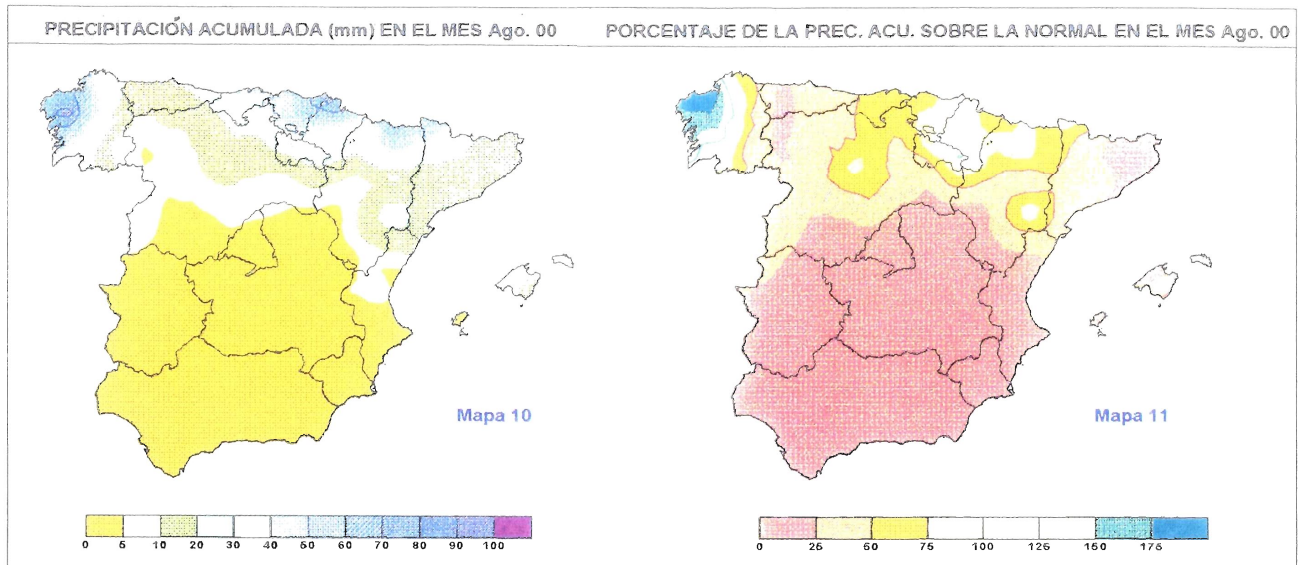 PRECIPITACIÓN ACUMULADA (mm) EN EL MES Ago. 00
PORCENTAJE DE LA PREC. ACU. SOBRE LA NORMAL EN EL MES Ago. 00
Mapa 10
Mapa 11
0 5 10 20 30 40 50 60 70 80 90 100
0 25 50 75 100 125 150 175